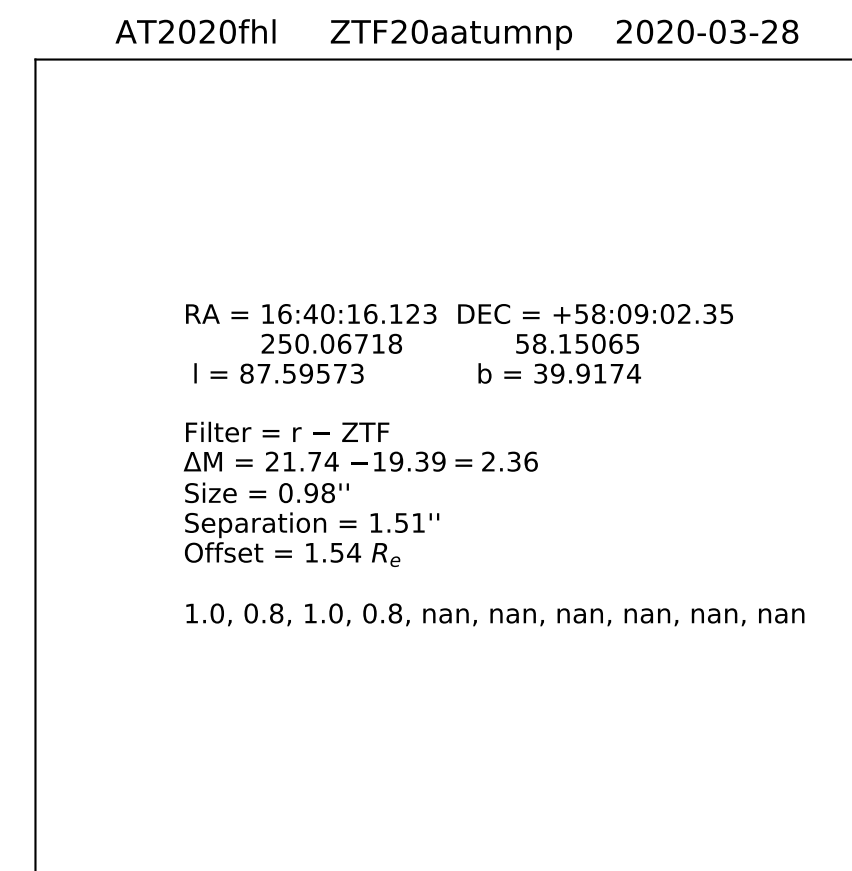 AT2020fhl ZTF20aatumnp 2020-03-28
RA = 16:40:16.123 DEC = +58:09:02.35
250.06718 58.15065
l = 87.59573 b = 39.9174
Filter = r − ZTF
ΔM = 21.74 −19.39 = 2.36
Size = 0.98''
Separation = 1.51''
Offset = 1.54 Re
1.0, 0.8, 1.0, 0.8, nan, nan, nan, nan, nan, nan